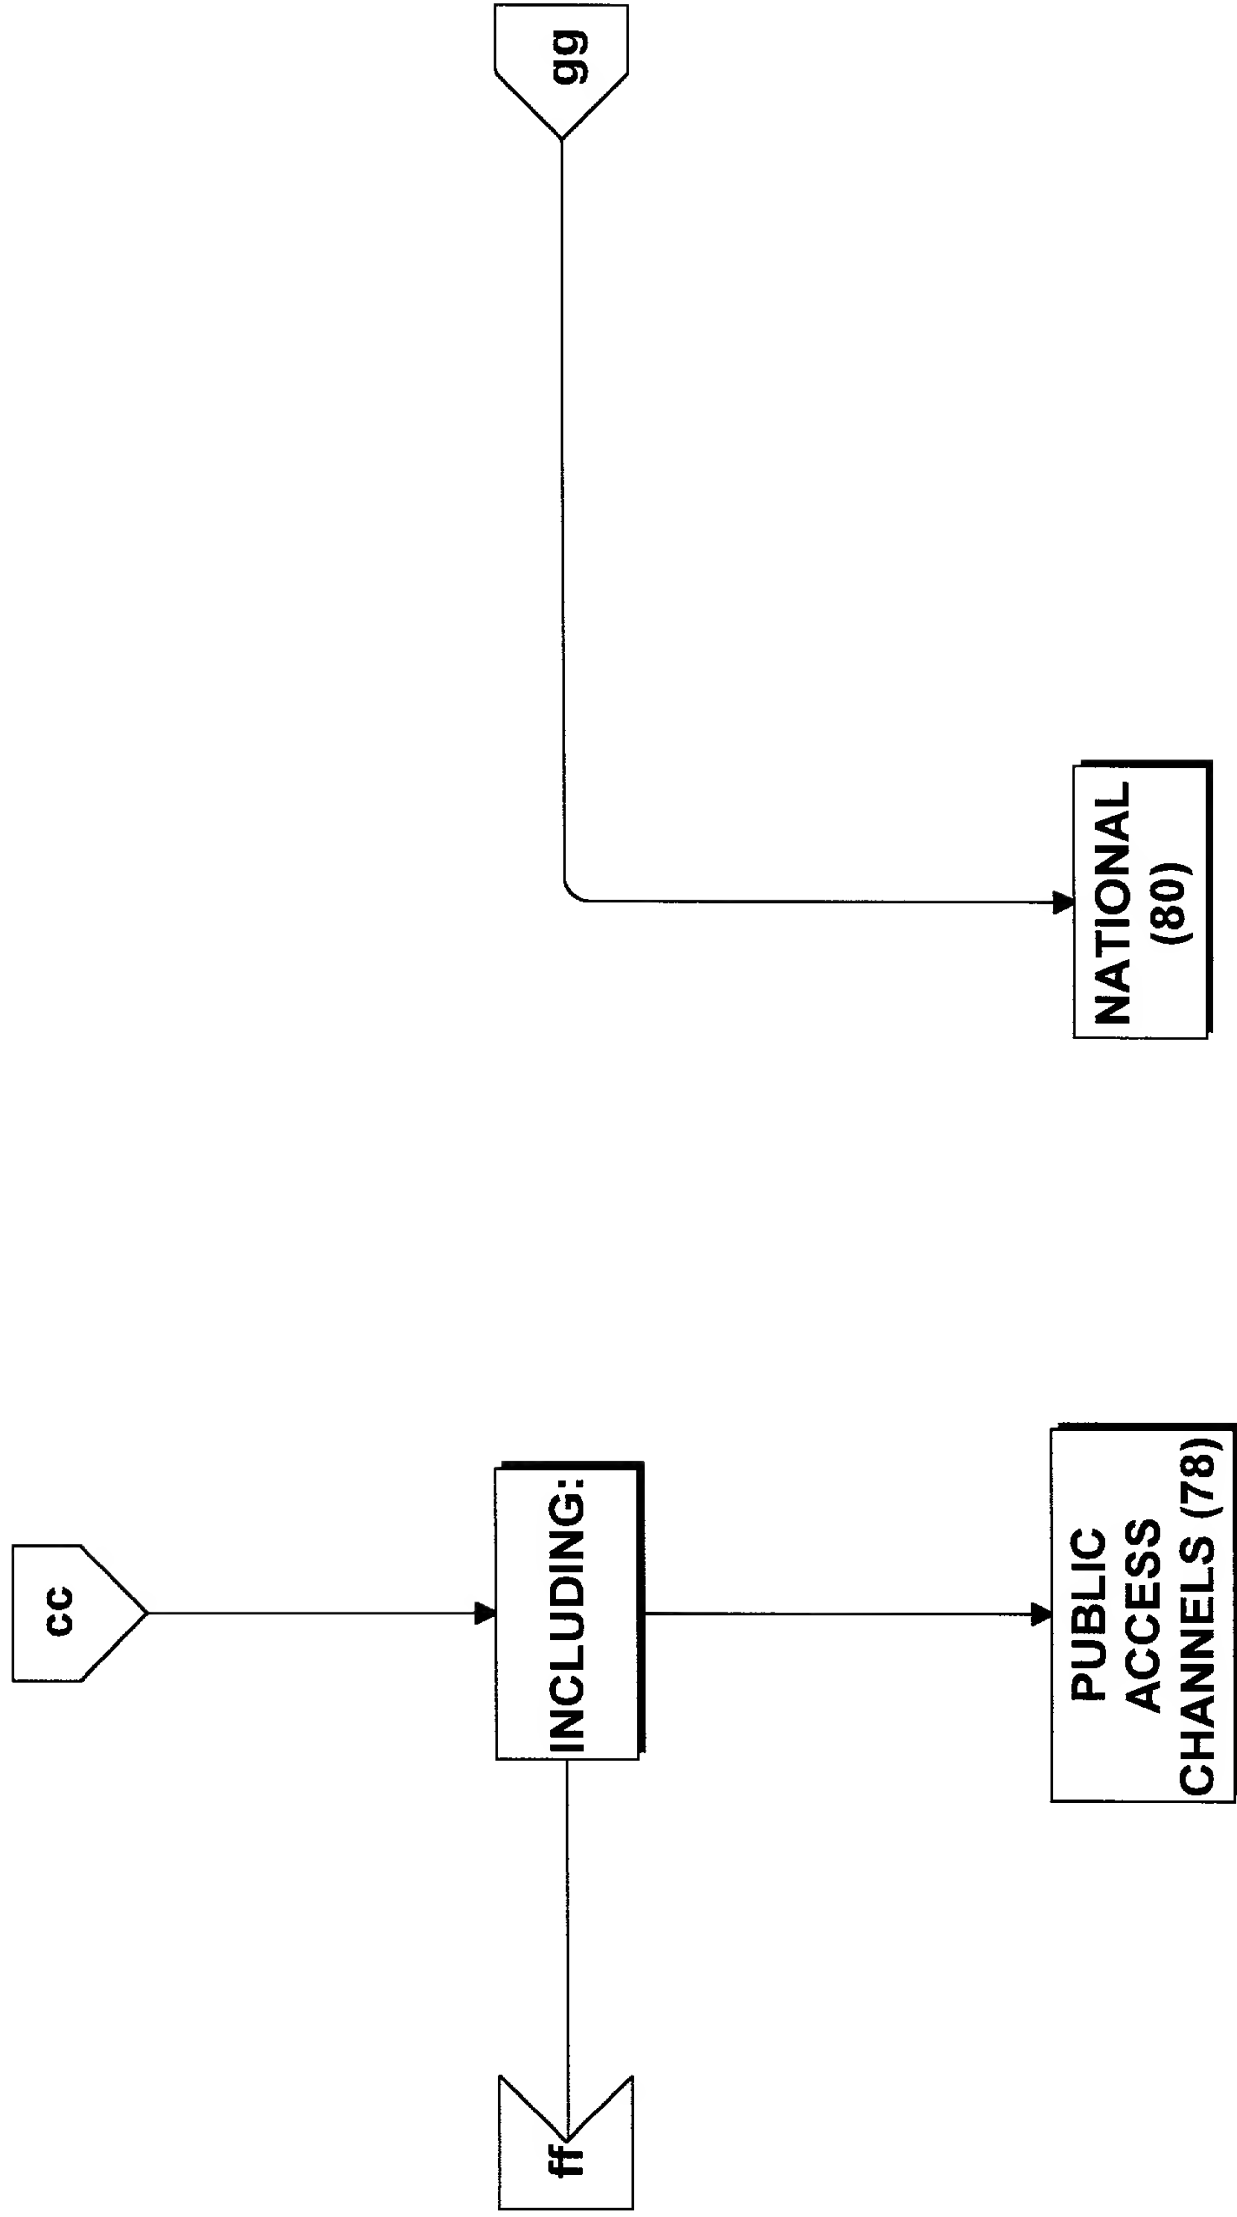 cc
gg
ff
INCLUDING:
PUBLIC
ACCESS
CHANNELS (78)
NATIONAL
(80)